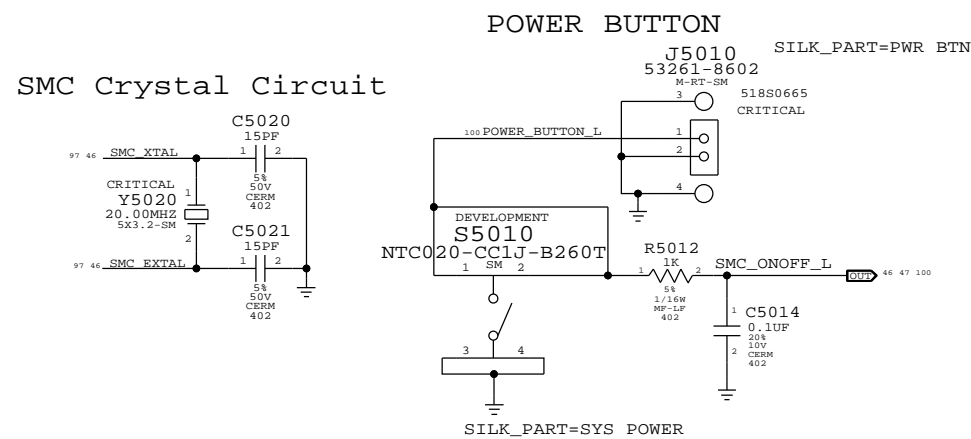 POWER BUTTON
SILK_PART=PWR BTN
J5010
53261-8602
M-RT-SM
3
518S0665
CRITICAL
100 POWER_BUTTON_L
1
2
4
SMC Crystal Circuit
C5020
15PF
97 46 SMC_XTAL
1 2
5%
50V
CERM
402
CRITICAL
1
Y5020
20.00MHZ
5X3.2-SM
2
C5021
15PF
97 46 SMC_EXTAL
1 2
5%
50V
CERM
402
DEVELOPMENT
S5010
NTC020-CC1J-B260T
1 SM 2
3 4
SILK_PART=SYS POWER
R5012
1K
1 2
5%
1/16W
MF-LF
402
SMC_ONOFF_L
OUT 46 47 100
1
C5014
0.1UF
20%
10V
2 CERM
402